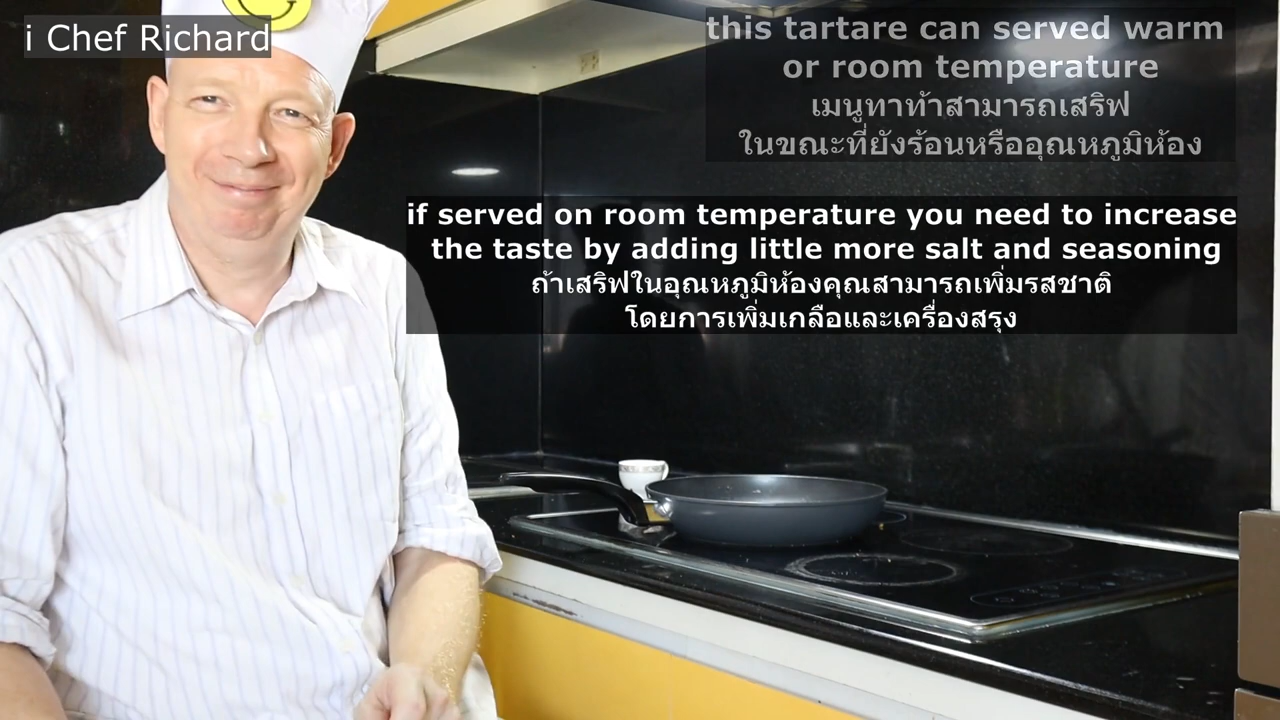 i Chef Richard
this tartare can served warm
or room temperature
เมนูทาท้าสามารถเสริฟ
ในขณะที่ยังร้อนหรืออุณหภูมิห้อง
if served on room temperature you need to increase
the taste by adding little more salt and seasoning
ถ้าเสริฟในอุณหภูมิห้องคุณสามารถเพิ่มรสชาติ
โดยการเพิ่มเกลือและเครื่องสรุง